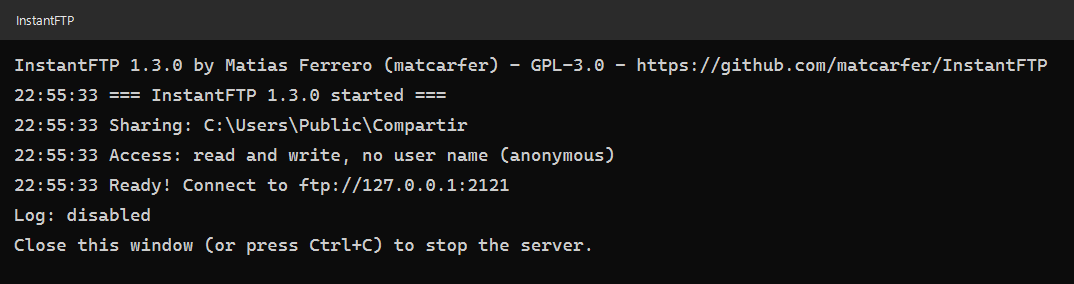 InstantFTP
InstantFTP 1.3.0 by Matias Ferrero (matcarfer) - GPL-3.0 - https://github.com/matcarfer/InstantFTP
22:55:33 === InstantFTP 1.3.0 started ===
22:55:33 Sharing: C:\Users\Public\Compartir
22:55:33 Access: read and write, no user name (anonymous)
22:55:33 Ready! Connect to ftp://127.0.0.1:2121
Log: disabled
Close this window (or press Ctrl+C) to stop the server.